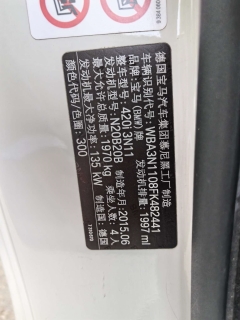 德国宝马汽车集团慕尼黑工厂制造
车辆识别代号: WBA3N1108FK482441
品牌: 宝马(BMW)牌
整车型号: 420i,3N11 发动机排量: 1997 ml
发动机型号: N20B20B 制造年月: 2015.06
最大允许总质量: 1970 kg 乘坐人数: 4人
发动机最大净功率: 135 kW 制造国: 德国
颜色代码: 300